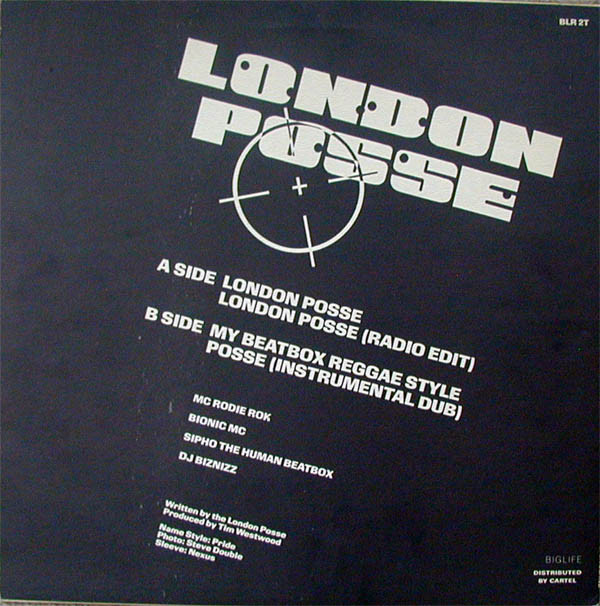 BLR 2T
LONDON
POSSE
A SIDE LONDON POSSE
LONDON POSSE (RADIO EDIT)
B SIDE MY BEATBOX REGGAE STYLE
POSSE (INSTRUMENTAL DUB)
MC RODIE ROK
BIONIC MC
SIPHO THE HUMAN BEATBOX
DJ BIZNIZZ
Written by the London Posse
Produced by Tim Westwood
Name Style: Pride
Photo: Steve Double
Sleeve: Nexus
BIGLIFE
DISTRIBUTED
BY CARTEL